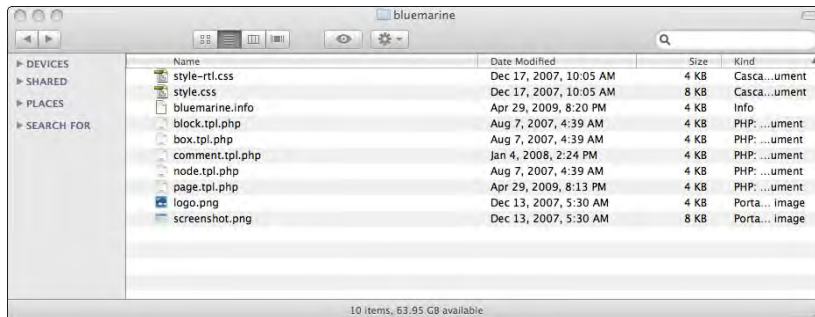 bluemarine
DEVICES
SHARED
PLACES
SEARCH FOR
Name Date Modified Size Kind
style-rtl.css Dec 17, 2007, 10:05 AM 4 KB Casca...ument
style.css Dec 17, 2007, 10:05 AM 8 KB Casca...ument
bluemarine.info Apr 29, 2009, 8:20 PM 4 KB Info
block.tpl.php Aug 7, 2007, 4:39 AM 4 KB PHP: ...ument
box.tpl.php Aug 7, 2007, 4:39 AM 4 KB PHP: ...ument
comment.tpl.php Jan 4, 2008, 2:24 PM 4 KB PHP: ...ument
node.tpl.php Aug 7, 2007, 4:39 AM 4 KB PHP: ...ument
page.tpl.php Apr 29, 2009, 8:13 PM 4 KB PHP: ...ument
logo.png Dec 13, 2007, 5:30 AM 4 KB Porta... image
screenshot.png Dec 13, 2007, 5:30 AM 8 KB Porta... image
10 items, 63.95 GB available